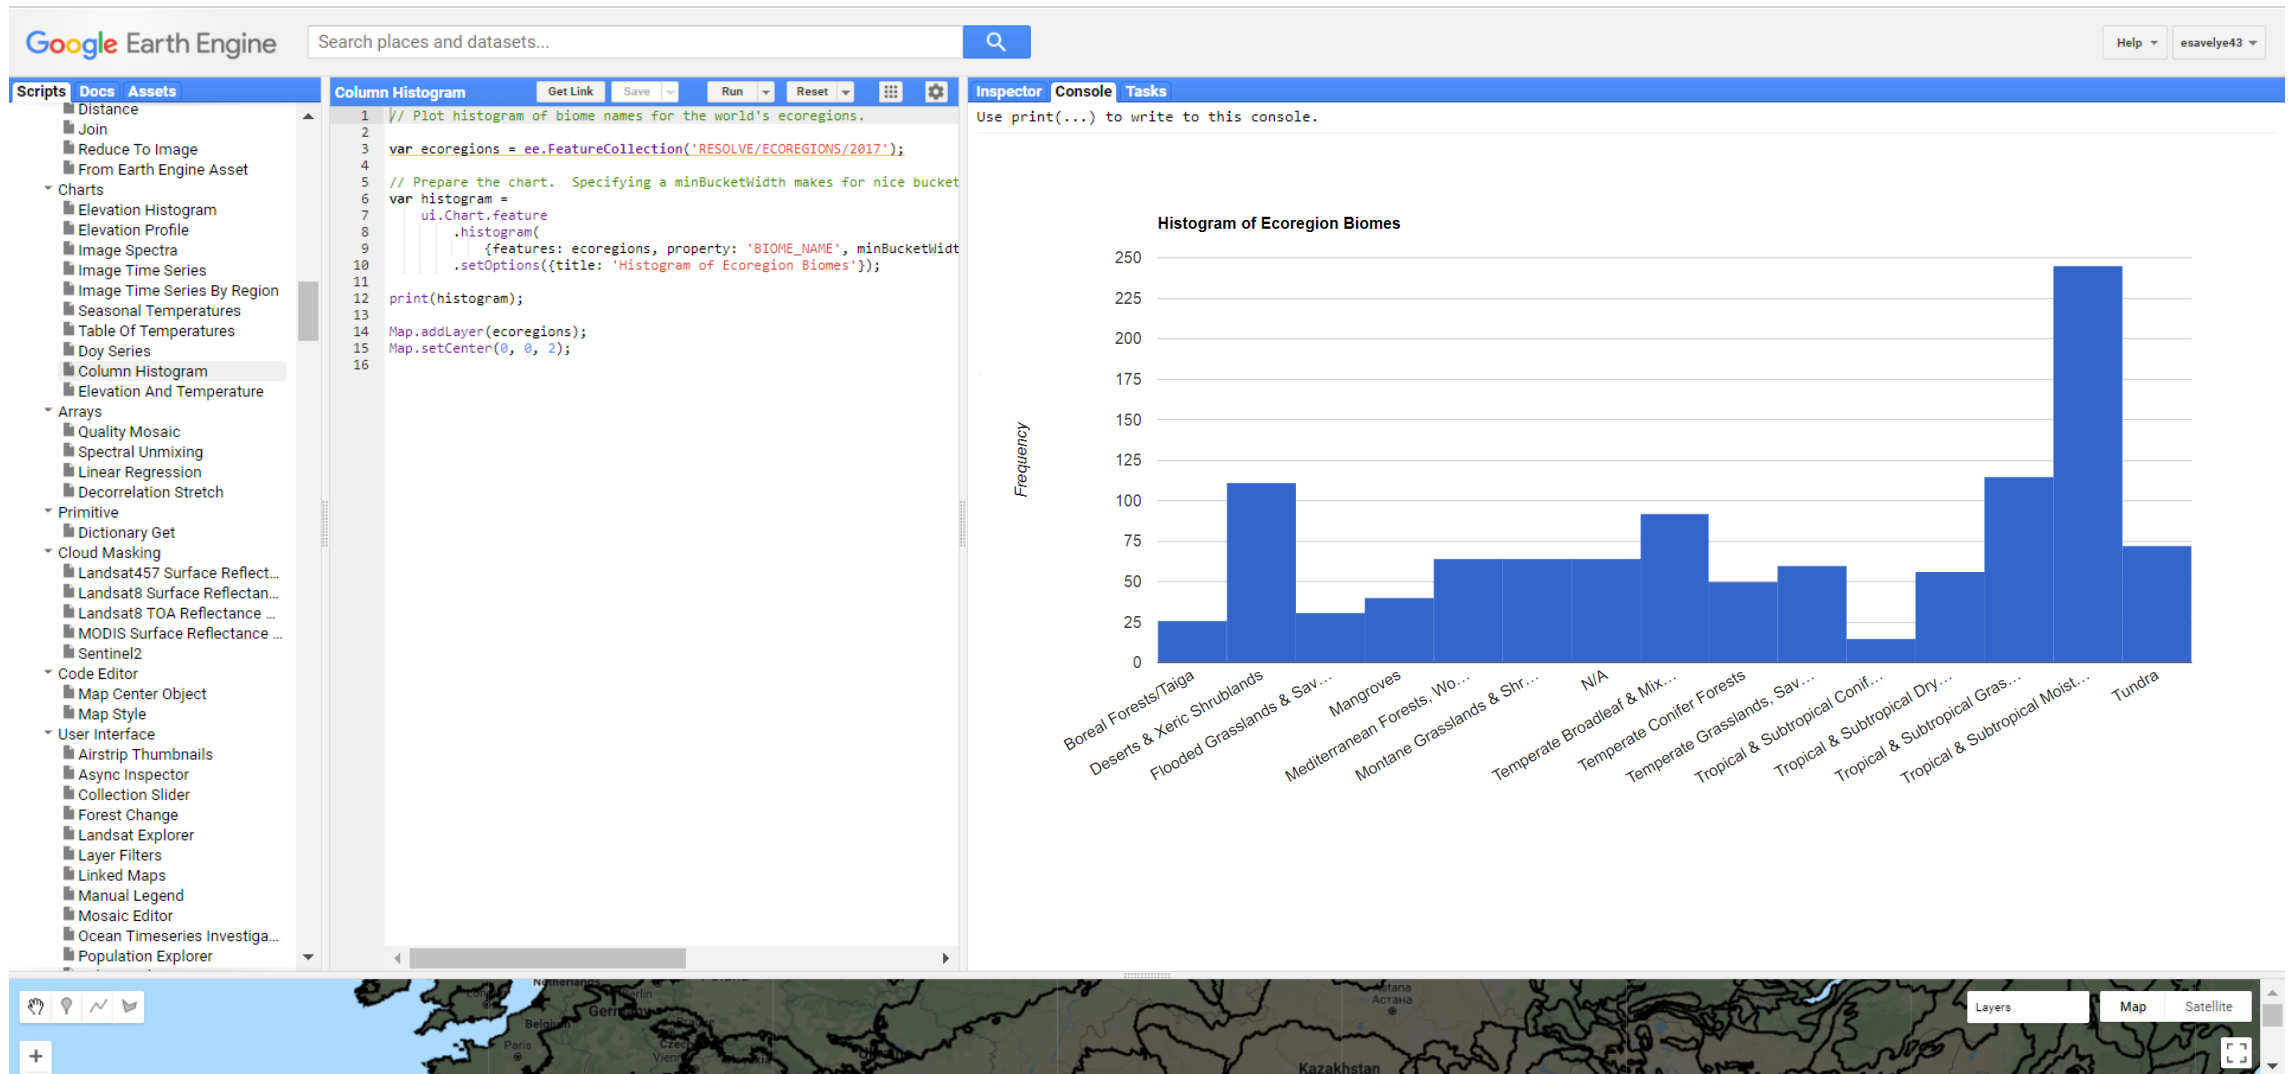 Google Earth Engine
Search places and datasets...
Help
esavelye43
Scripts Docs Assets
Distance
Join
Reduce To Image
From Earth Engine Asset
Charts
Elevation Histogram
Elevation Profile
Image Spectra
Image Time Series
Image Time Series By Region
Seasonal Temperatures
Table Of Temperatures
Doy Series
Column Histogram
Elevation And Temperature
Arrays
Quality Mosaic
Spectral Unmixing
Linear Regression
Decorrelation Stretch
Primitive
Dictionary Get
Cloud Masking
Landsat457 Surface Reflect...
Landsat8 Surface Reflectan...
Landsat8 TOA Reflectance ...
MODIS Surface Reflectance ...
Sentinel2
Code Editor
Map Center Object
Map Style
User Interface
Airstrip Thumbnails
Async Inspector
Collection Slider
Forest Change
Landsat Explorer
Layer Filters
Linked Maps
Manual Legend
Mosaic Editor
Ocean Timeseries Investiga...
Population Explorer
Column Histogram
Get Link Save Run Reset
1 // Plot histogram of biome names for the world's ecoregions.
2
3 var ecoregions = ee.FeatureCollection('RESOLVE/ECOREGIONS/2017');
4
5 // Prepare the chart.  Specifying a minBucketWidth makes for nice bucket
6 var histogram =
7 ui.Chart.feature
8 .histogram(
9 {features: ecoregions, property: 'BIOME_NAME', minBucketWidt
10 .setOptions({title: 'Histogram of Ecoregion Biomes'});
11
12 print(histogram);
13
14 Map.addLayer(ecoregions);
15 Map.setCenter(0, 0, 2);
16
Inspector Console Tasks
Use print(...) to write to this console.
Histogram of Ecoregion Biomes
Frequency
250
225
200
175
150
125
100
75
50
25
0
Boreal Forests/Taiga
Deserts & Xeric Shrublands
Flooded Grasslands & Sav...
Mangroves
Mediterranean Forests, Wo...
Montane Grasslands & Shr...
N/A
Temperate Broadleaf & Mix...
Temperate Conifer Forests
Temperate Grasslands, Sav...
Tropical & Subtropical Conif...
Tropical & Subtropical Dry...
Tropical & Subtropical Gras...
Tropical & Subtropical Moist...
Tundra
Netherlands
Berlin
Belgium
Germany
Paris
Vienna
Astana
Астана
Kazakhstan
Layers
Map Satellite
+